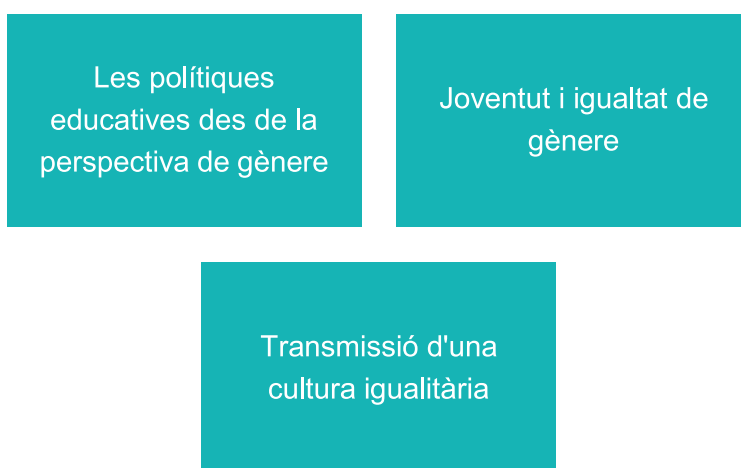 Les polítiques
educatives des de la
perspectiva de gènere
Joventut i igualtat de
gènere
Transmissió d'una
cultura igualitària